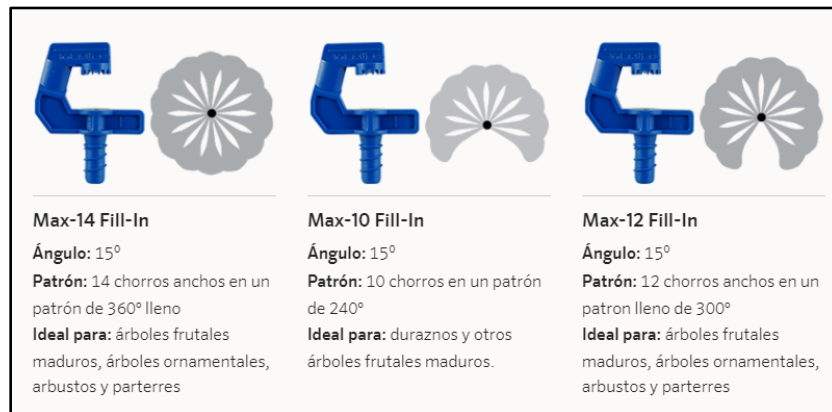 Max-14 Fill-In
Ángulo: 15⁰
Patrón: 14 chorros anchos en un
patrón de 360º lleno
Ideal para: árboles frutales
maduros, árboles ornamentales,
arbustos y parterres
Max-10 Fill-In
Ángulo: 15⁰
Patrón: 10 chorros en un patrón
de 240º
Ideal para: duraznos y otros
árboles frutales maduros.
Max-12 Fill-In
Ángulo: 15⁰
Patrón: 12 chorros anchos en un
patron lleno de 300º
Ideal para: árboles frutales
maduros, árboles ornamentales,
arbustos y parterres